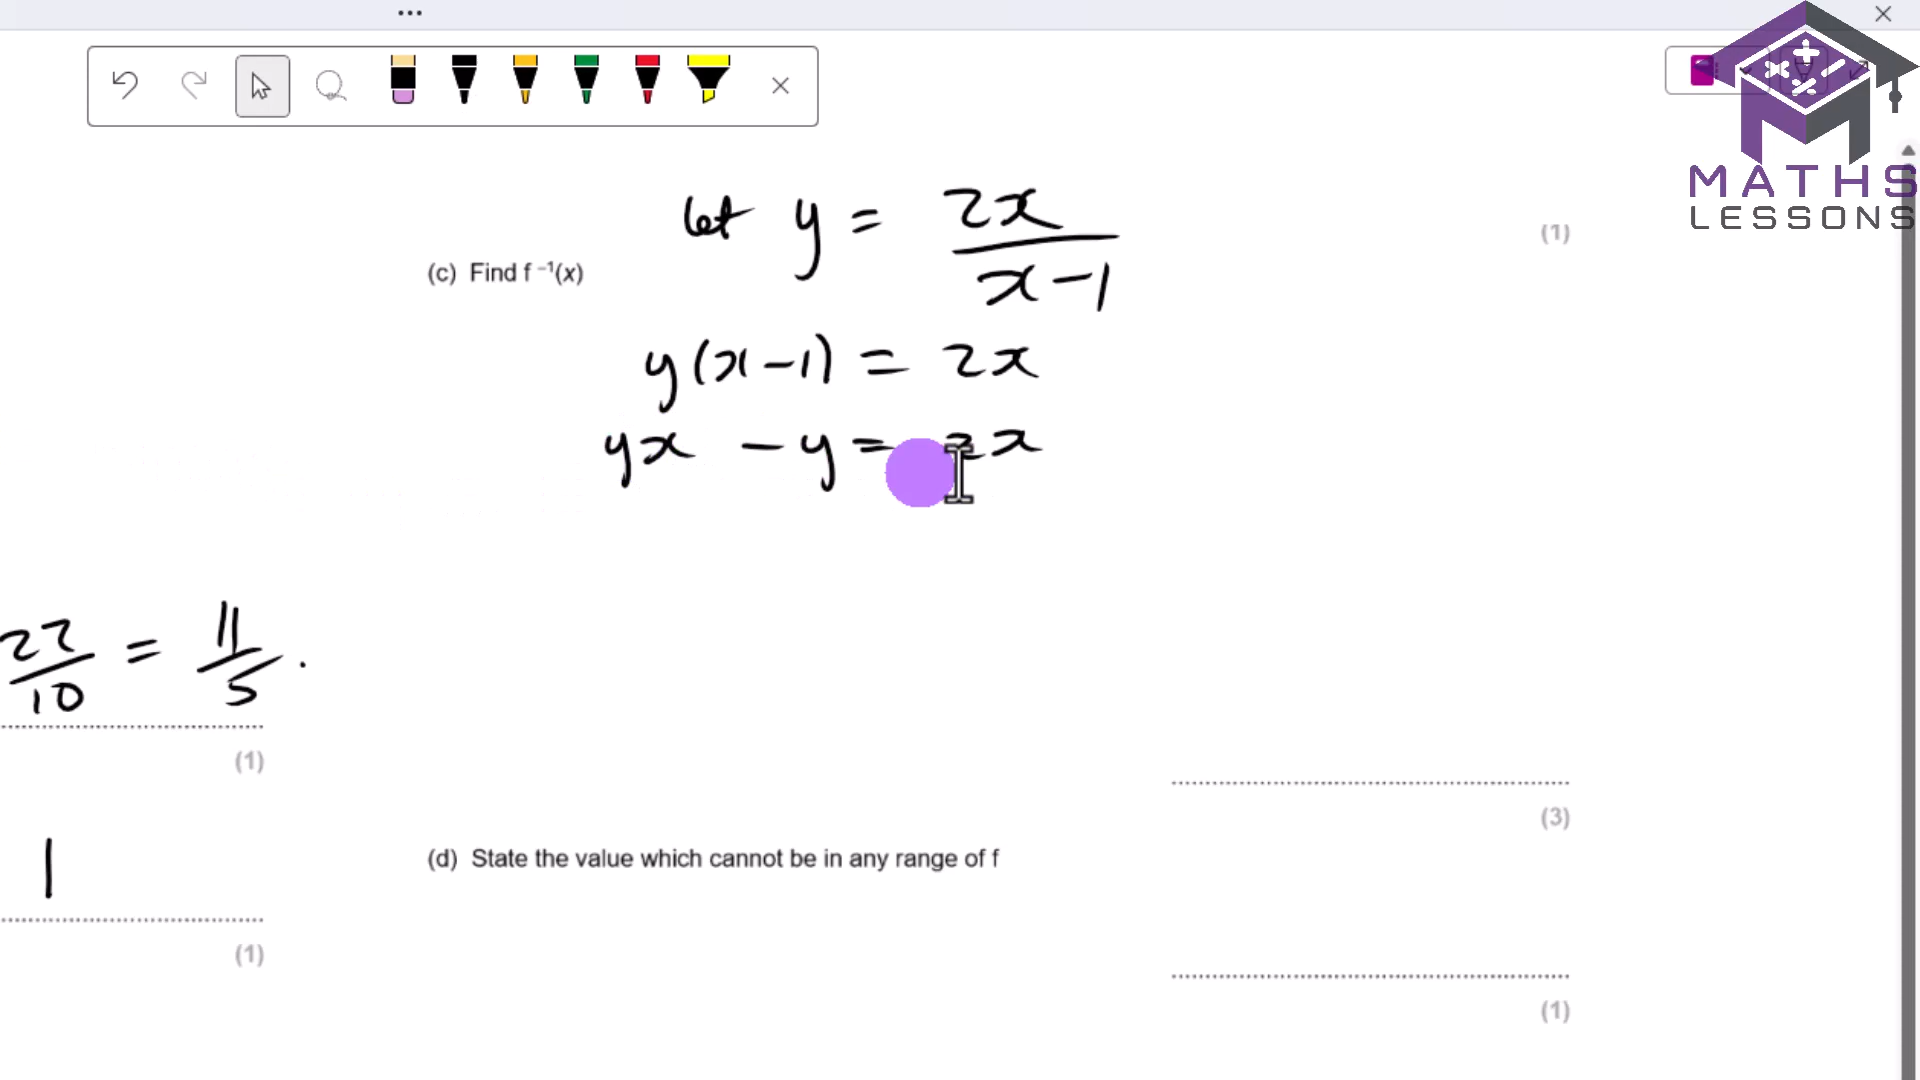 ...
MATHS
LESSONS
let y = 2x / x-1
(1)
(c) Find f ⁻¹(x)
y(x-1) = 2x
yx - y = 2x
22/10 = 11/5.
(1)
(3)
1
(d) State the value which cannot be in any range of f
(1)
(1)